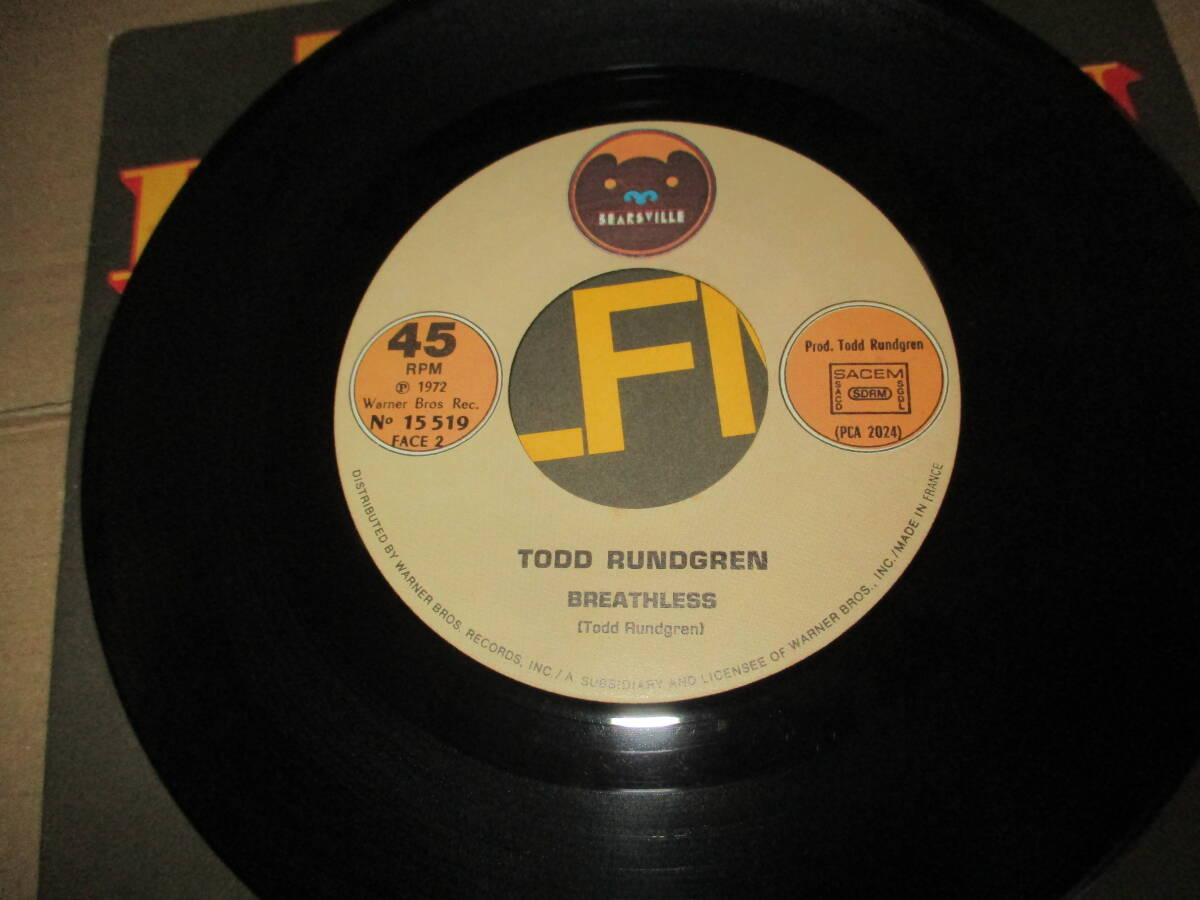 BEARSVILLE
45
RPM
℗ 1972
Warner Bros Rec.
Nº 15 519
FACE 2
Prod. Todd Rundgren
SACEM
SACD
SDRM
SGDL
(PCA 2024)
TODD RUNDGREN
BREATHLESS
(Todd Rundgren)
DISTRIBUTED BY WARNER BROS. RECORDS, INC./A SUBSIDIARY AND LICENSEE OF WARNER BROS., INC./MADE IN FRANCE